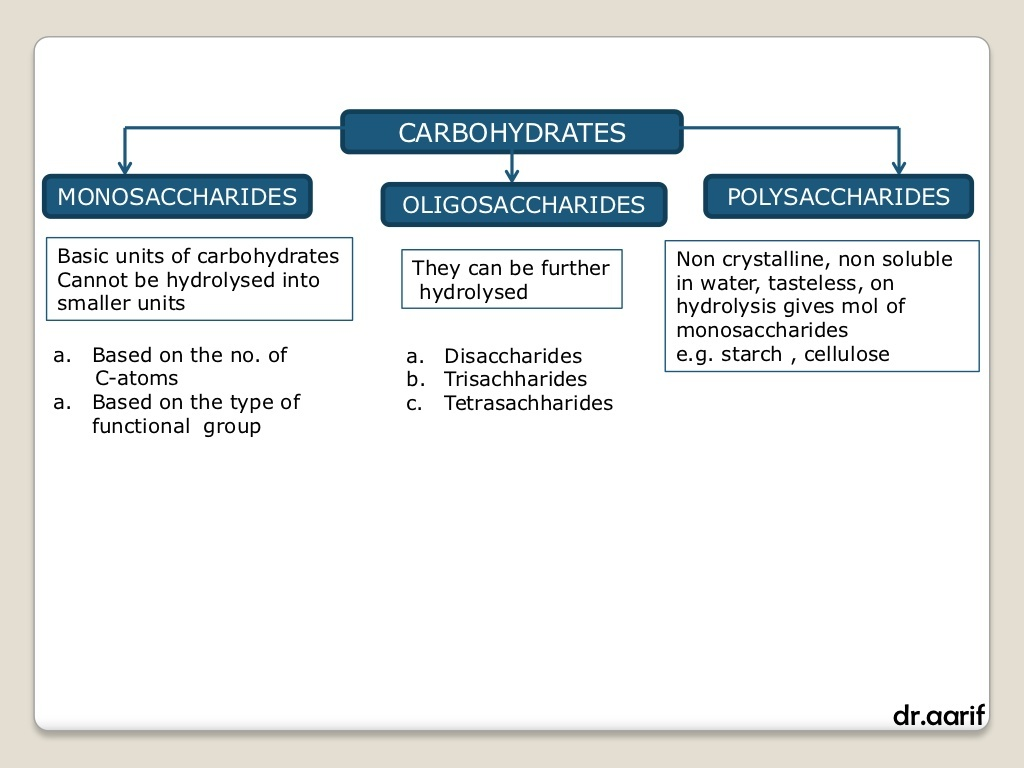 CARBOHYDRATES
MONOSACCHARIDES
OLIGOSACCHARIDES
POLYSACCHARIDES
Basic units of carbohydrates
Cannot be hydrolysed into
smaller units
a. Based on the no. of
C-atoms
a. Based on the type of
functional group
They can be further
hydrolysed
a. Disaccharides
b. Trisachharides
c. Tetrasachharides
Non crystalline, non soluble
in water, tasteless, on
hydrolysis gives mol of
monosaccharides
e.g. starch , cellulose
dr.aarif